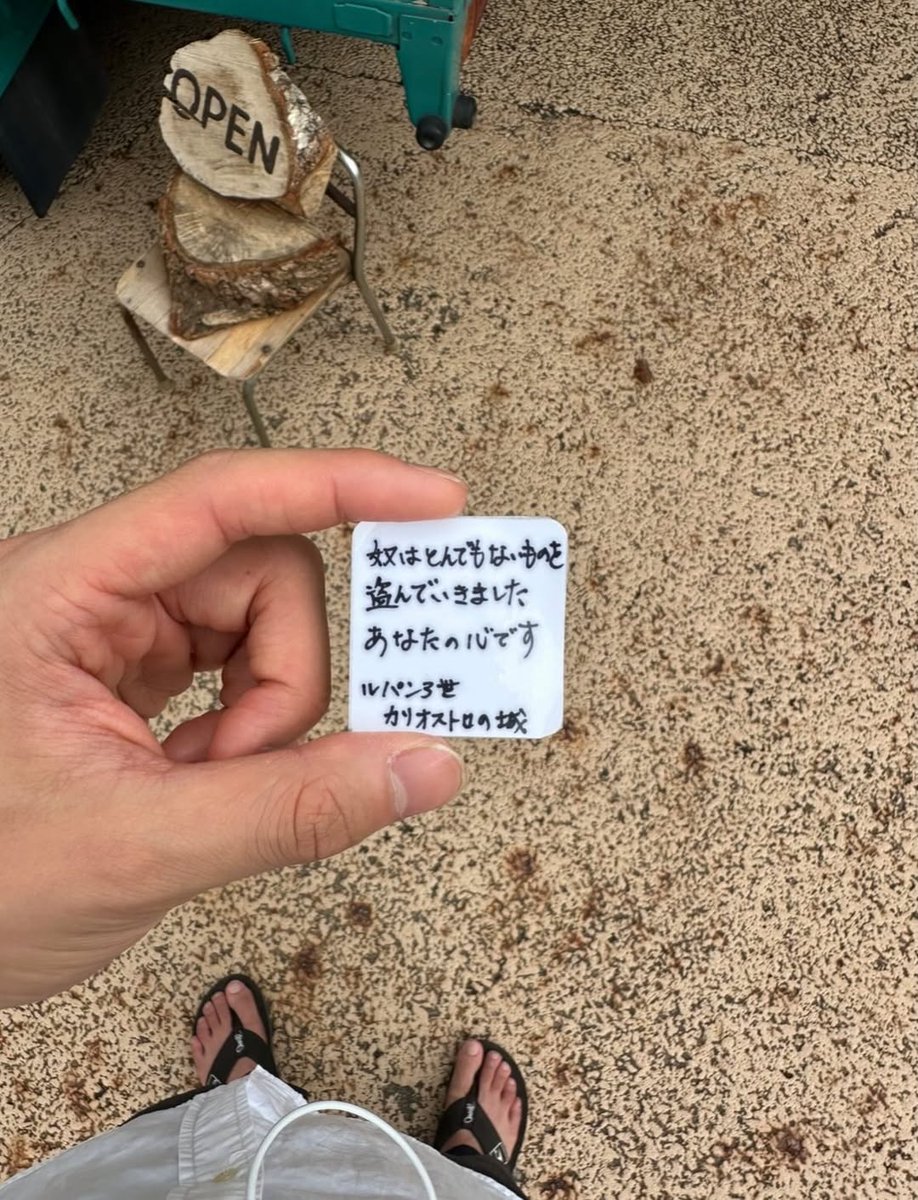 OPEN
奴はとんでもないものを
盗んでいきました
あなたの心です
ルパン3世
カリオストロの城